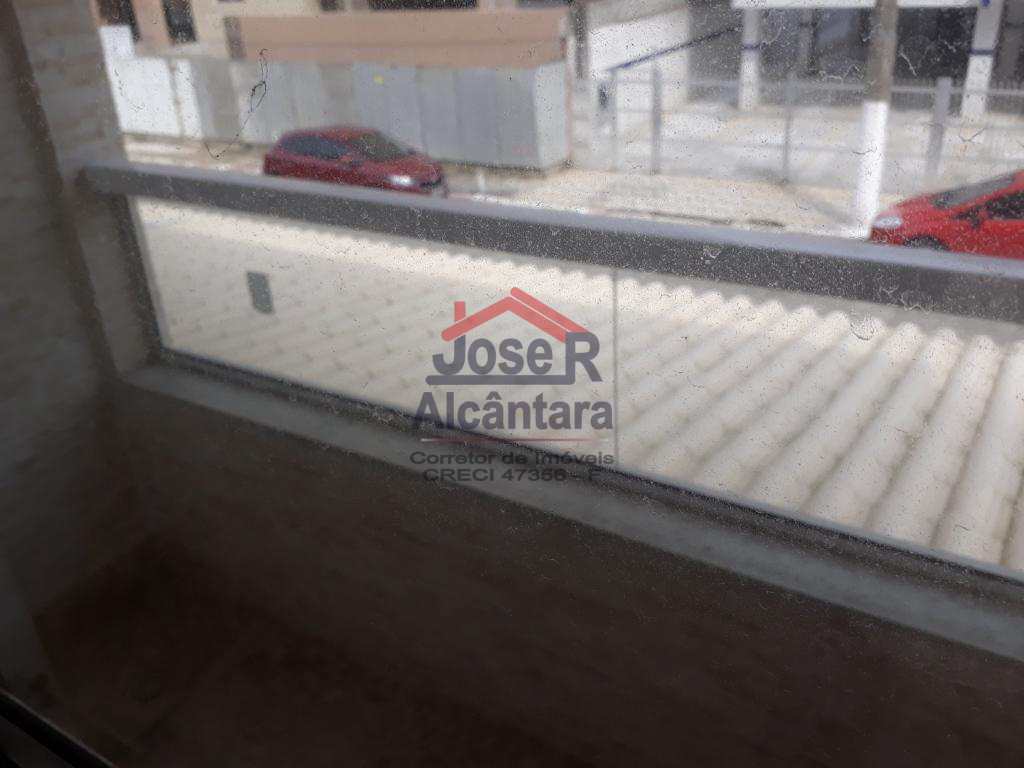 JOSE R
Alcântara
Corretor de Imóveis
CRECI 47356 - F